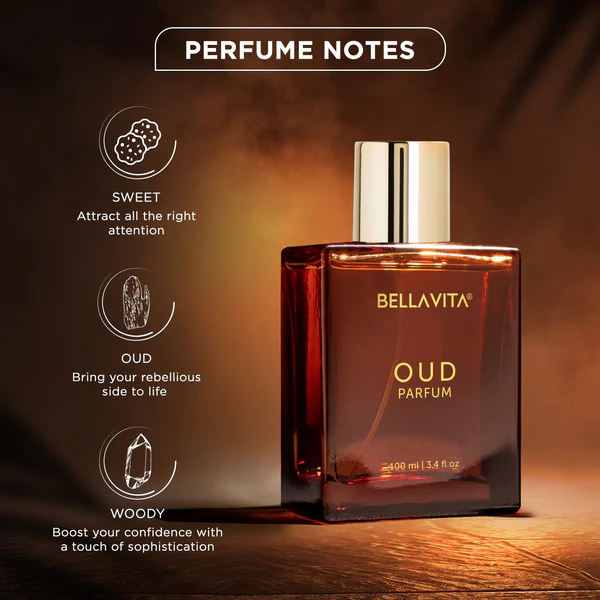 PERFUME NOTES
SWEET
Attract all the right
attention
OUD
Bring your rebellious
side to life
WOODY
Boost your confidence with
a touch of sophistication
BELLAVITA®
OUD
PARFUM
100 ml | 3.4 fl.oz